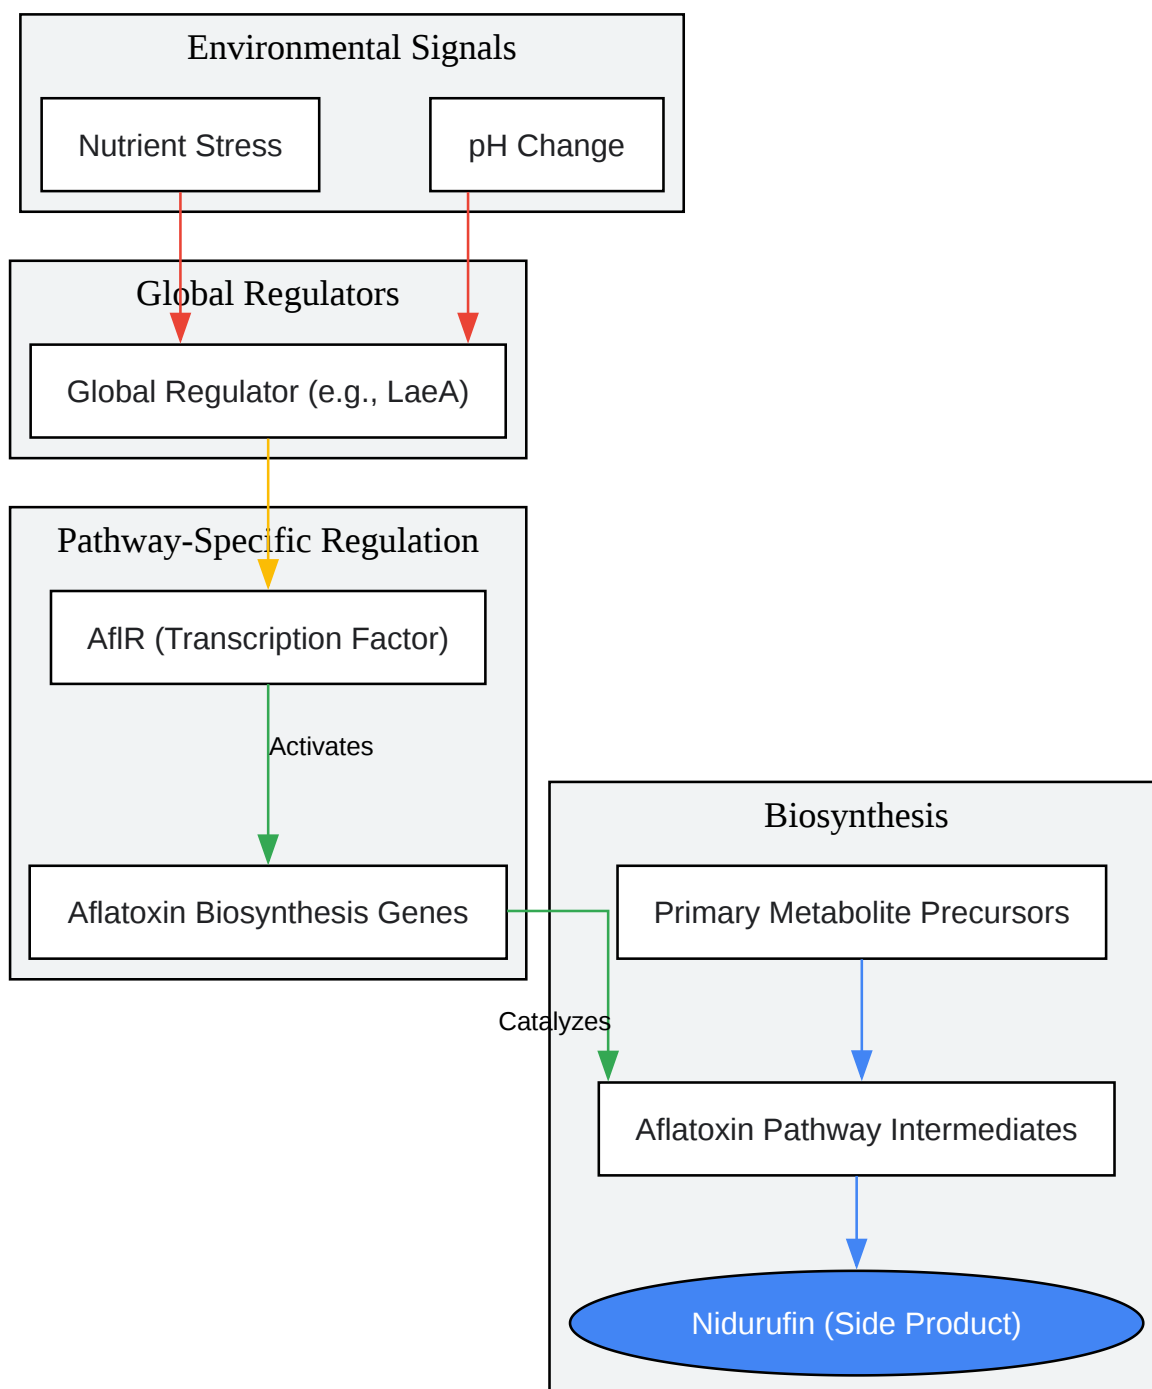 Environmental Signals
Nutrient Stress
pH Change
Global Regulators
Global Regulator (e.g., LaeA)
Pathway-Specific Regulation
AflR (Transcription Factor)
Activates
Aflatoxin Biosynthesis Genes
Biosynthesis
Primary Metabolite Precursors
Catalyzes
Aflatoxin Pathway Intermediates
Nidurufin (Side Product)